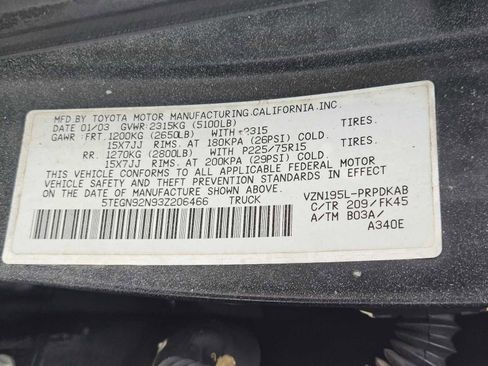 MFD BY TOYOTA MOTOR MANUFACTURING,CALIFORNIA,INC.
DATE 01/03 GVWR:2315KG (5100LB)
GAWR : FRT. 1200KG (2650LB) WITH TIRES.
15X7JJ RIMS. AT 180KPA (26PSI) COLD.
RR. 1270KG (2800LB) WITH P225/75R15 TIRES.
15X7JJ RIMS. AT 200KPA (29PSI) COLD.
THIS VEHICLE CONFORMS TO ALL APPLICABLE FEDERAL MOTOR
VEHICLE SAFETY STANDARDS IN EFFECT ON THE
DATE OF MANUFACTURE SHOWN ABOVE.
5TEGN92N93Z206466 TRUCK VZN195L-PRPDKAB
C/TR 209/FK45
A/TM B03A/
A340E